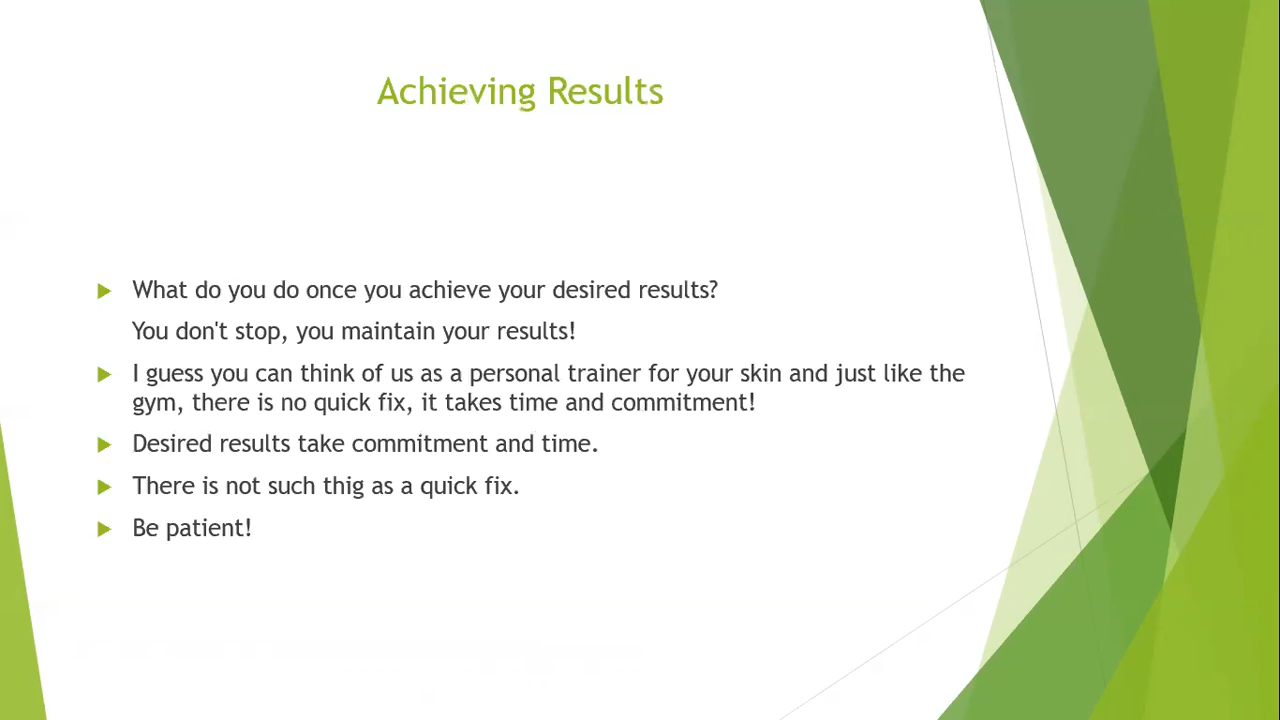 Achieving Results
What do you do once you achieve your desired results?
You don't stop, you maintain your results!
I guess you can think of us as a personal trainer for your skin and just like the
gym, there is no quick fix, it takes time and commitment!
Desired results take commitment and time.
There is not such thig as a quick fix.
Be patient!